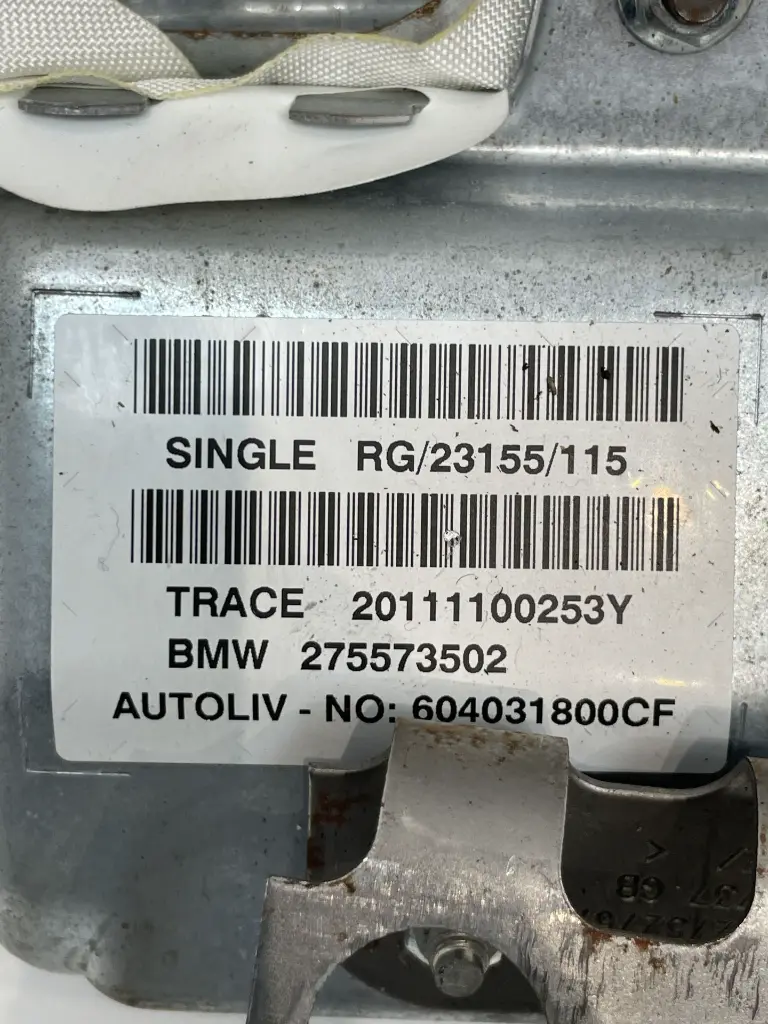 SINGLE RG/23155/115
TRACE 20111100253Y
BMW 275573502
AUTOLIV - NO: 604031800CF